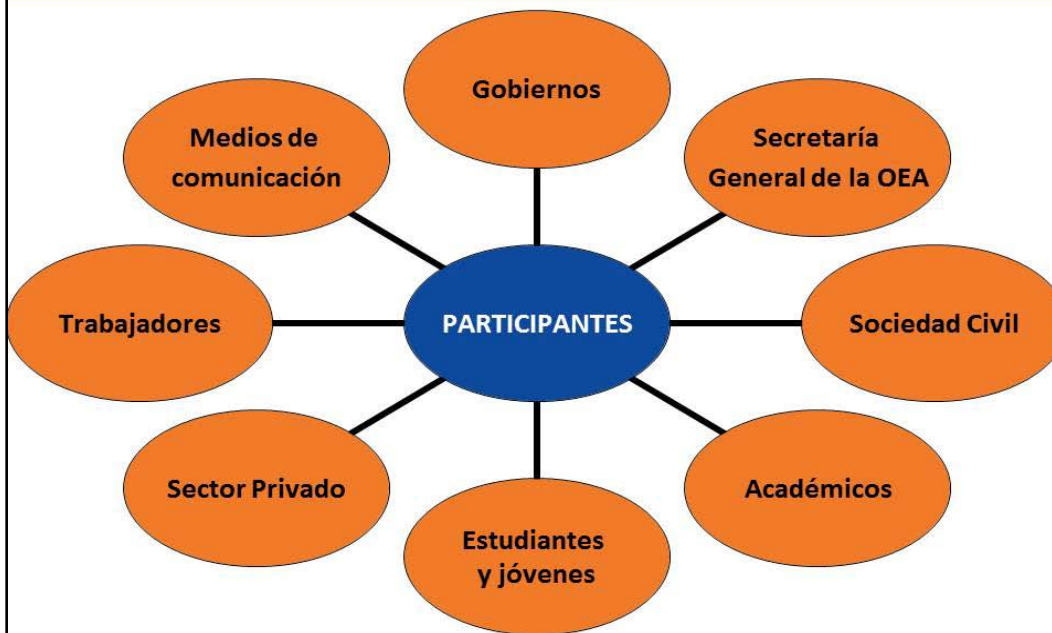 Gobiernos
Medios de
comunicación
Secretaría
General de la OEA
Trabajadores
PARTICIPANTES
Sociedad Civil
Sector Privado
Académicos
Estudiantes
y jóvenes